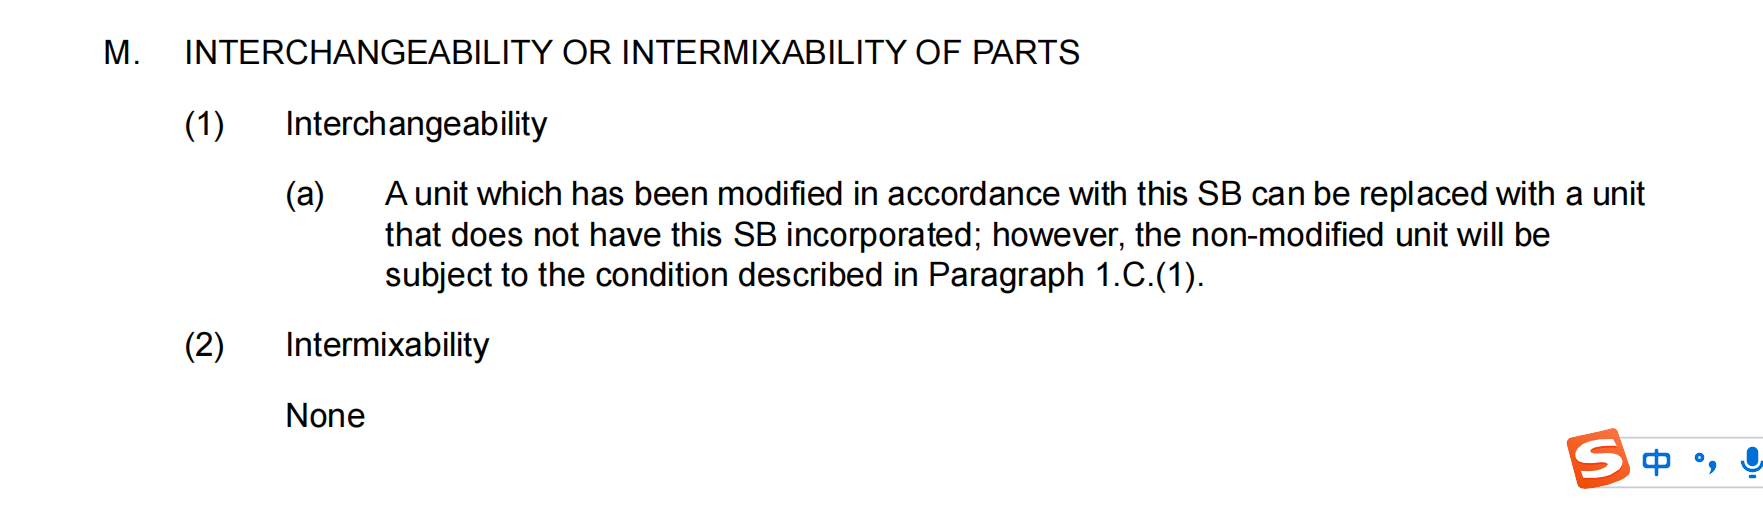 M. INTERCHANGEABILITY OR INTERMIXABILITY OF PARTS
(1) Interchangeability
(a) A unit which has been modified in accordance with this SB can be replaced with a unit
that does not have this SB incorporated; however, the non-modified unit will be
subject to the condition described in Paragraph 1.C.(1).
(2) Intermixability
None
S 中 °,